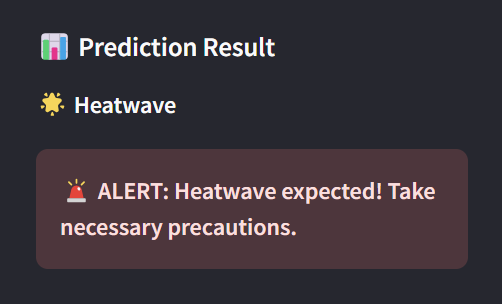 📊 Prediction Result
🌟 Heatwave
🚨 ALERT: Heatwave expected! Take
necessary precautions.